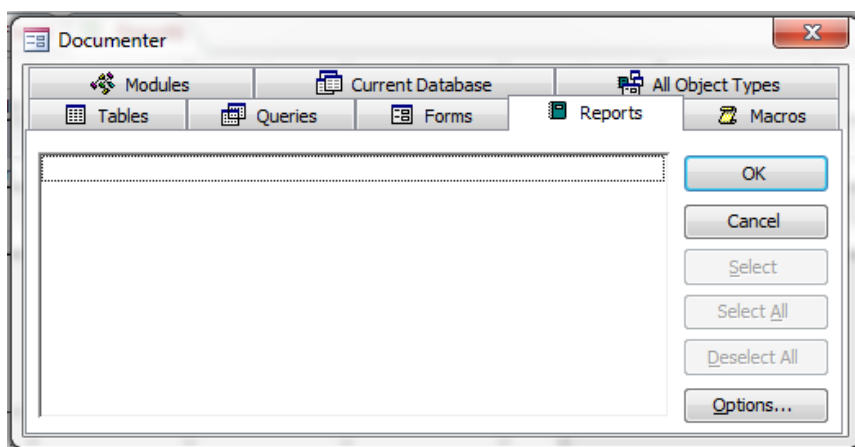 Documenter
Modules Current Database All Object Types
Tables Queries Forms Reports Macros
OK
Cancel
Select
Select All
Deselect All
Options...